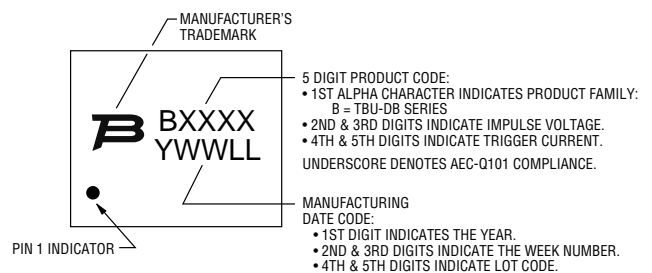 MANUFACTURER'S
TRADEMARK
5 DIGIT PRODUCT CODE:
• 1ST ALPHA CHARACTER INDICATES PRODUCT FAMILY:
B = TBU-DB SERIES
• 2ND & 3RD DIGITS INDICATE IMPULSE VOLTAGE.
• 4TH & 5TH DIGITS INDICATE TRIGGER CURRENT.
UNDERSCORE DENOTES AEC-Q101 COMPLIANCE.
B BXXXX
YWWLL
MANUFACTURING
DATE CODE:
• 1ST DIGIT INDICATES THE YEAR.
• 2ND & 3RD DIGITS INDICATE THE WEEK NUMBER.
• 4TH & 5TH DIGITS INDICATE LOT CODE.
PIN 1 INDICATOR